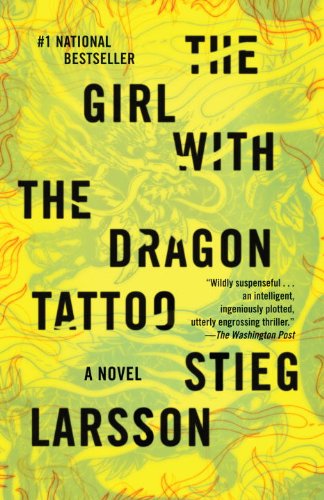 #1 NATIONAL
BESTSELLER
THE
GIRL
WITH
THE
DRAGON
TATTOO
"Wildly suspenseful . . .
an intelligent,
ingeniously plotted,
utterly engrossing thriller."
—The Washington Post
A NOVEL
STIEG
LARSSON